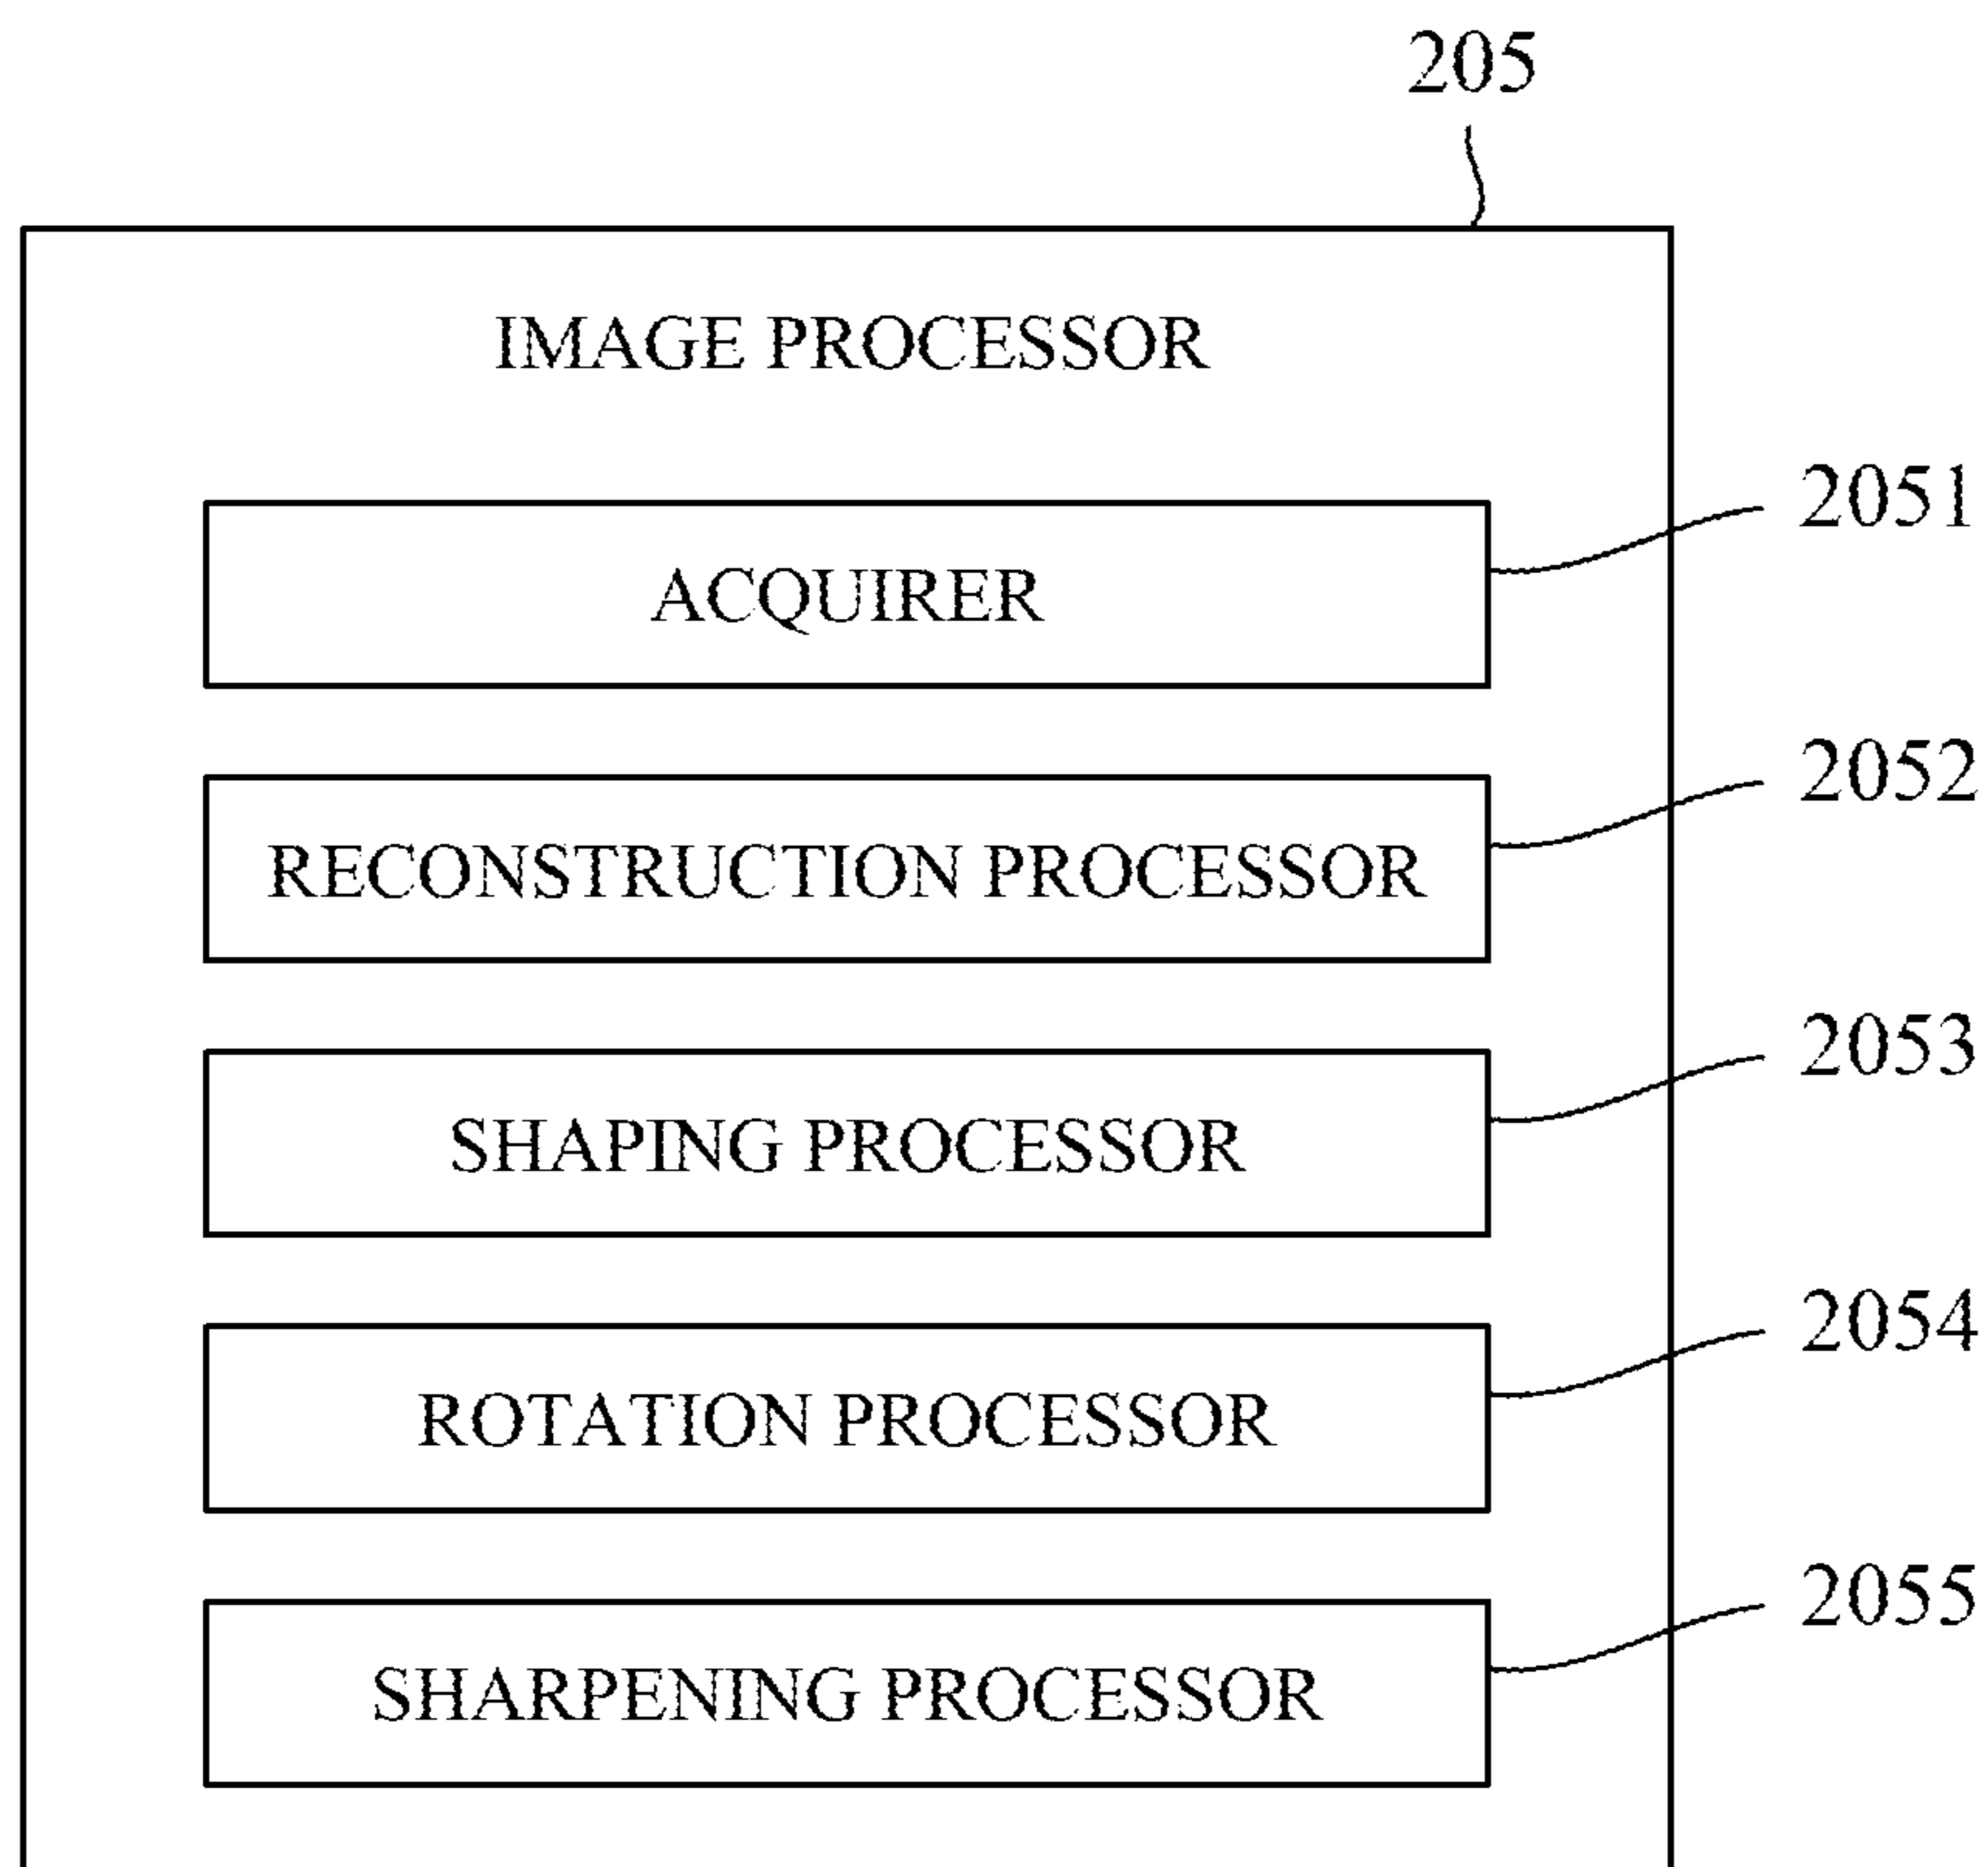 205
IMAGE PROCESSOR
ACQUIRER
2051
RECONSTRUCTION PROCESSOR
2052
SHAPING PROCESSOR
2053
ROTATION PROCESSOR
2054
SHARPENING PROCESSOR
2055